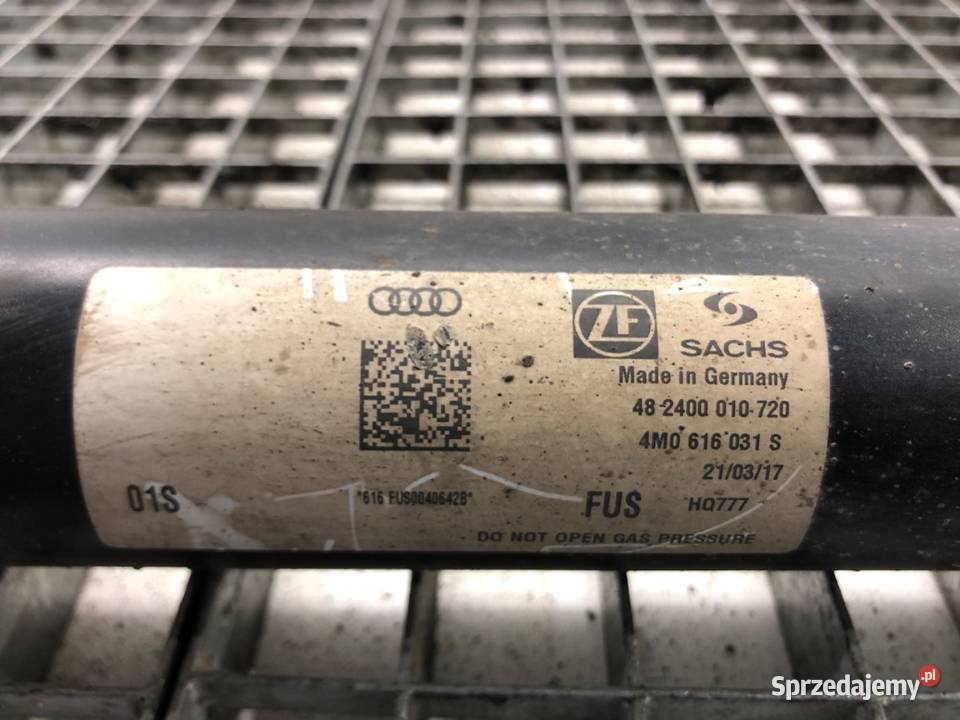 ZF
SACHS
Made in Germany
48 2400 010 720
4M0 616 031 S
21/03/17
01S
*616 FUS0040642B*
FUS
HQ777
DO NOT OPEN GAS PRESSURE
Sprzedajemy.pl